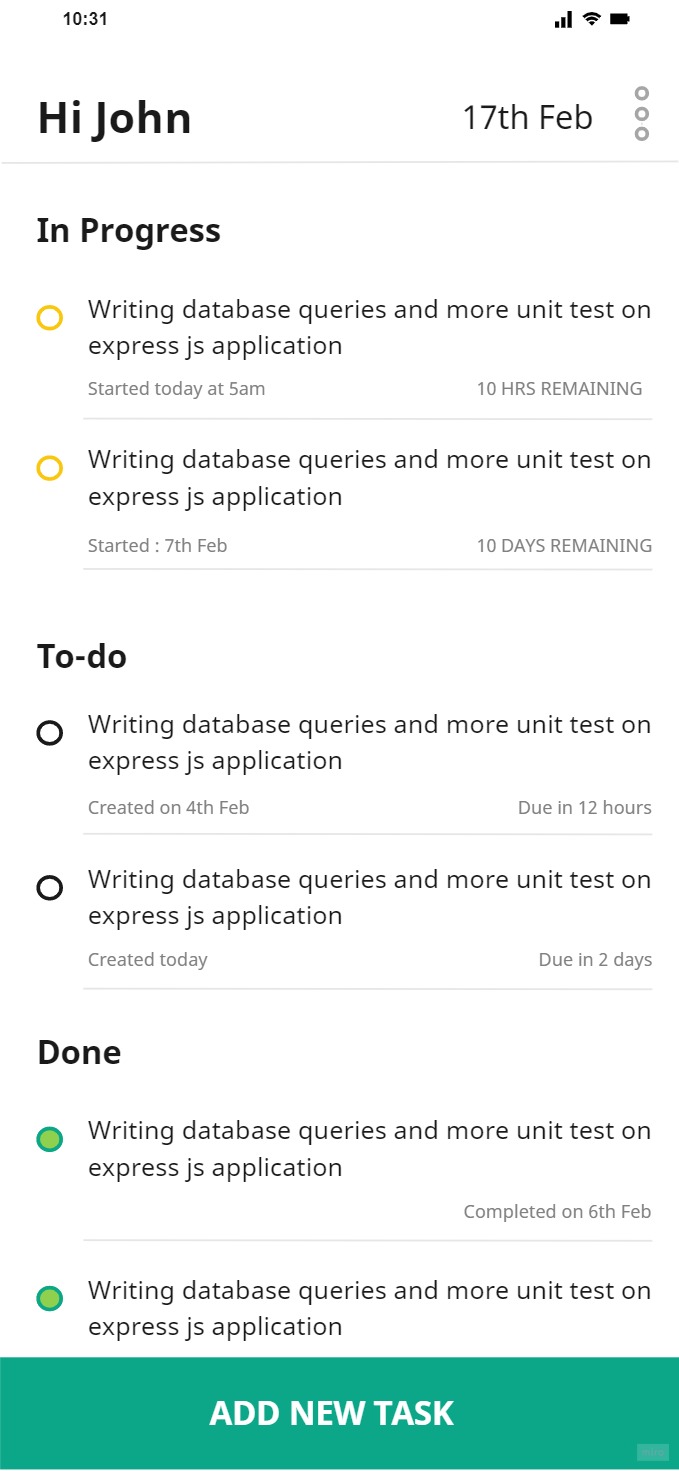 10:31
Hi John
17th Feb
In Progress
Writing database queries and more unit test on
express js application
Started today at 5am
10 HRS REMAINING
Writing database queries and more unit test on
express js application
Started : 7th Feb
10 DAYS REMAINING
To-do
Writing database queries and more unit test on
express js application
Created on 4th Feb
Due in 12 hours
Writing database queries and more unit test on
express js application
Created today
Due in 2 days
Done
Writing database queries and more unit test on
express js application
Completed on 6th Feb
Writing database queries and more unit test on
express js application
ADD NEW TASK